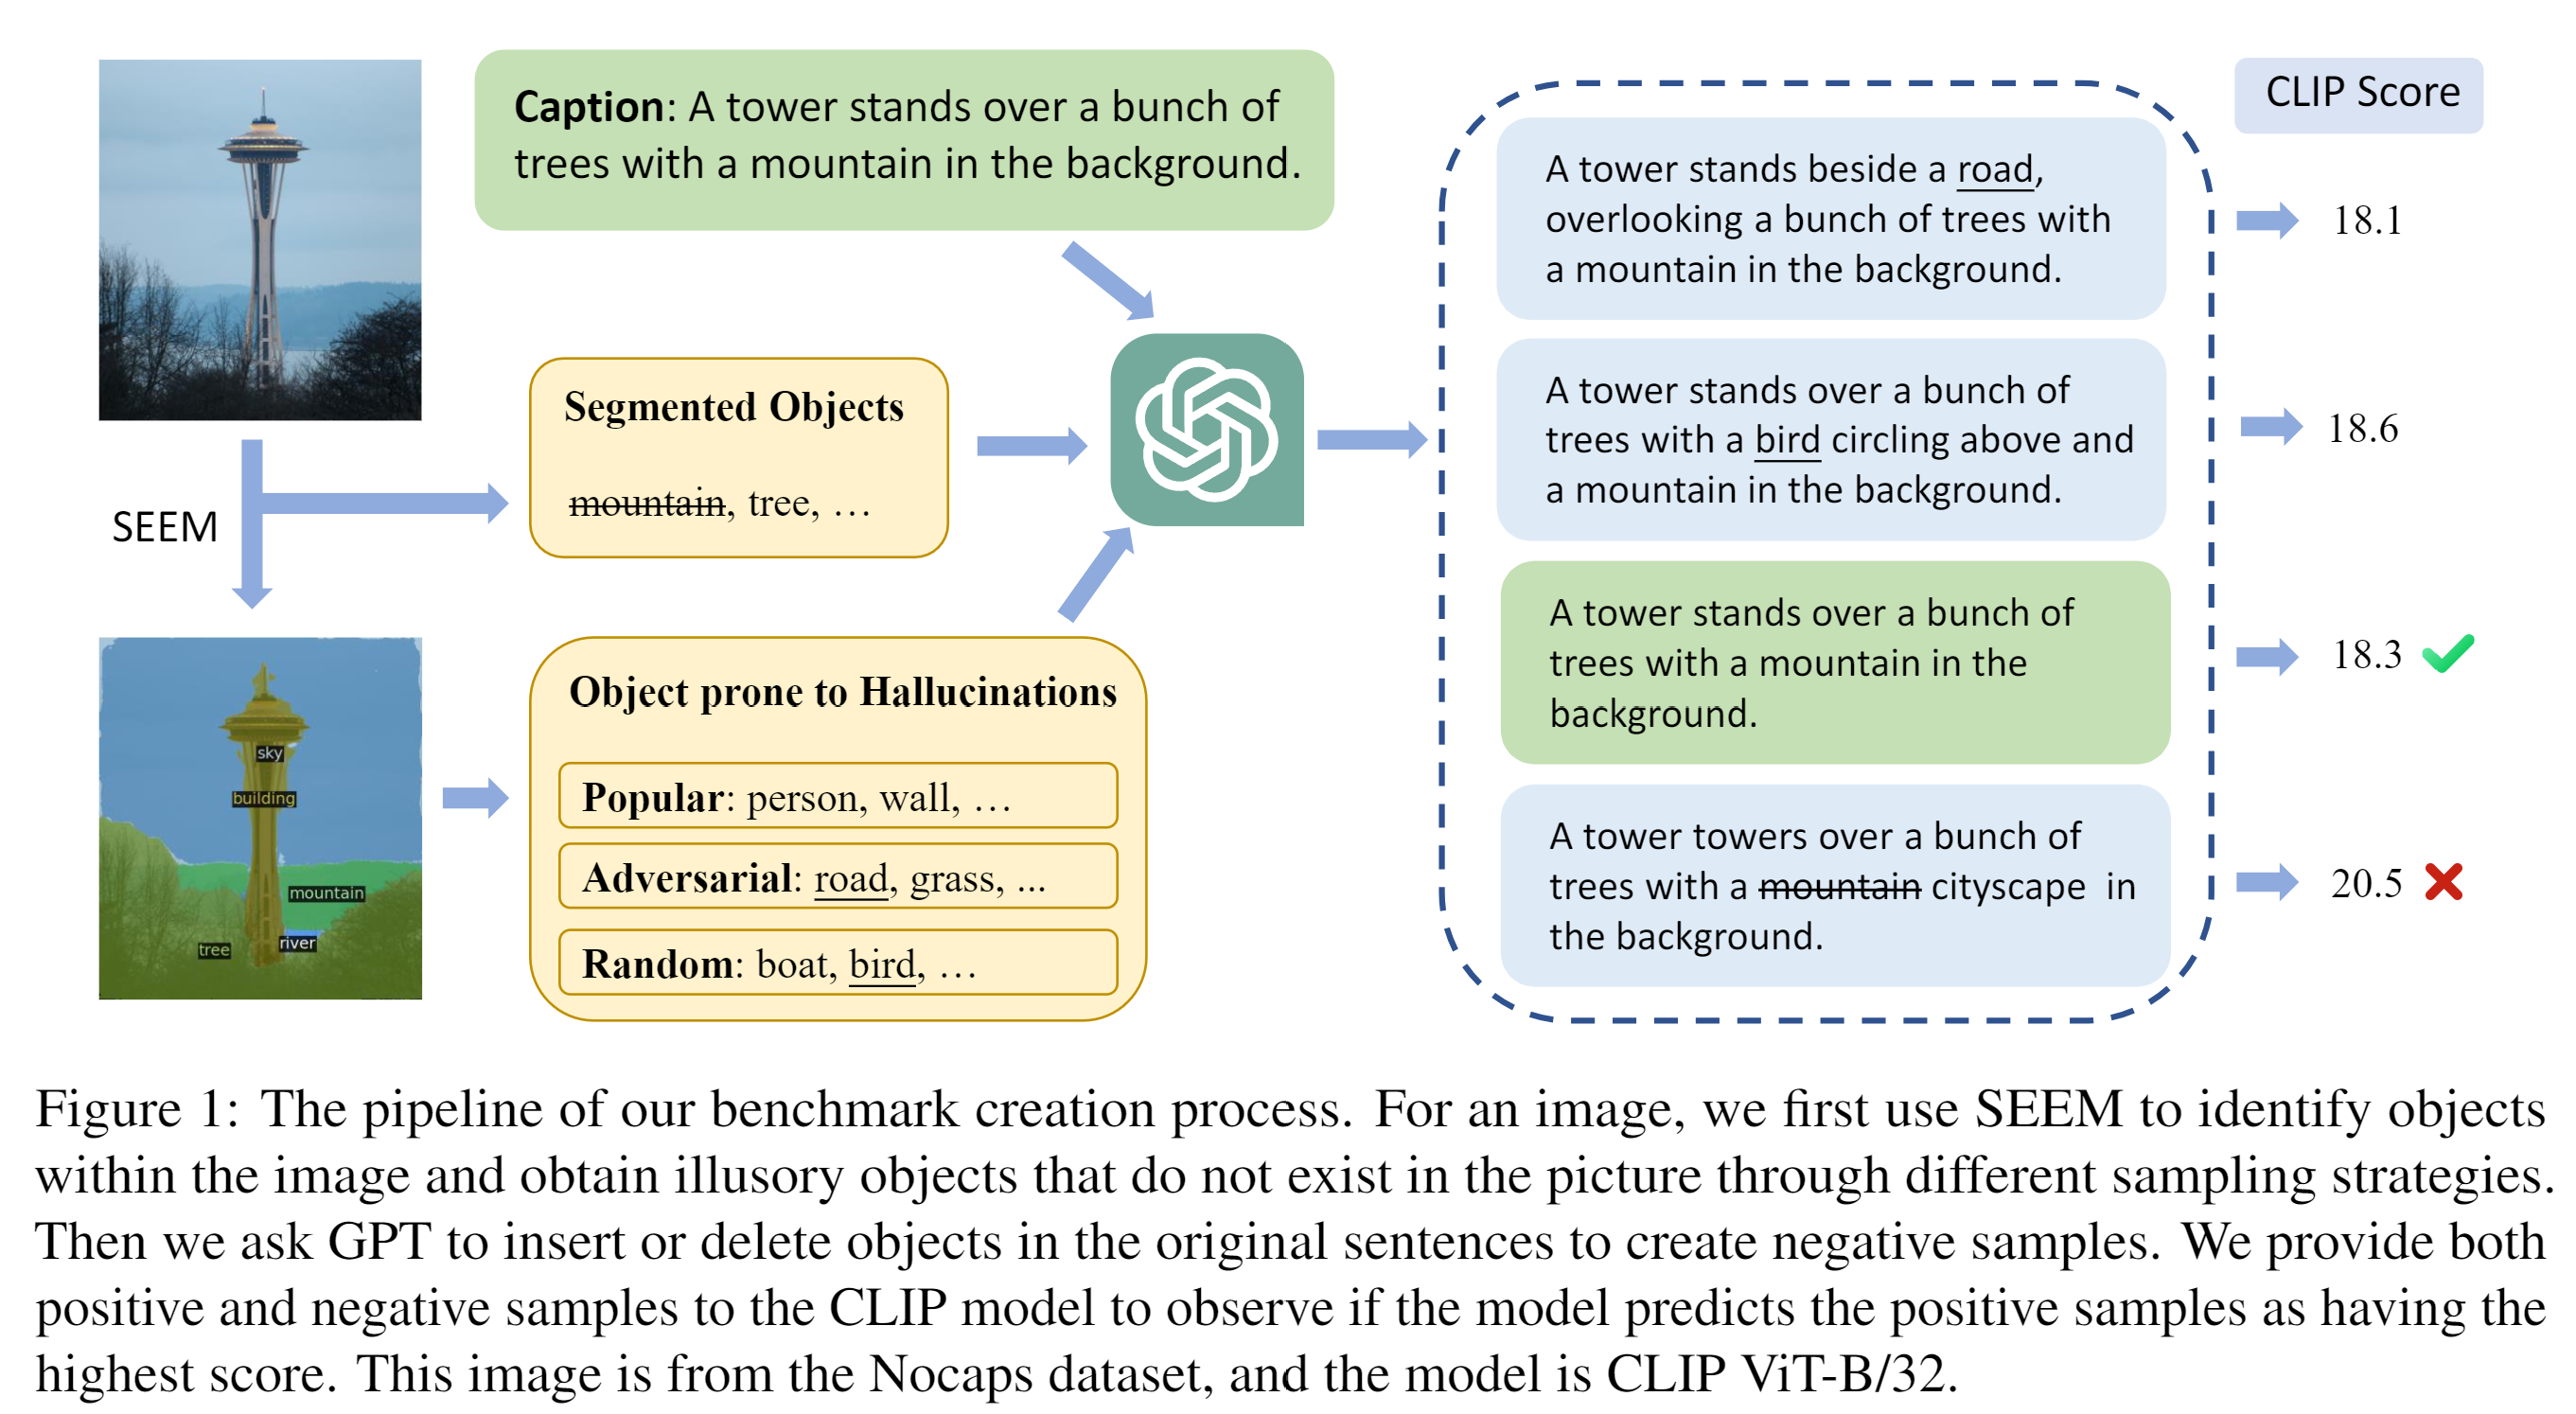 Caption: A tower stands over a bunch of
trees with a mountain in the background.
SEEM
Segmented Objects
mountain, tree, …
sky
building
mountain
river
tree
Object prone to Hallucinations
Popular: person, wall, …
Adversarial: road, grass, ...
Random: boat, bird, …
CLIP Score
A tower stands beside a road,
overlooking a bunch of trees with
a mountain in the background.
18.1
A tower stands over a bunch of
trees with a bird circling above and
a mountain in the background.
18.6
A tower stands over a bunch of
trees with a mountain in the
background.
18.3
A tower towers over a bunch of
trees with a mountain cityscape in
the background.
20.5
Figure 1: The pipeline of our benchmark creation process. For an image, we first use SEEM to identify objects
within the image and obtain illusory objects that do not exist in the picture through different sampling strategies.
Then we ask GPT to insert or delete objects in the original sentences to create negative samples. We provide both
positive and negative samples to the CLIP model to observe if the model predicts the positive samples as having the
highest score. This image is from the Nocaps dataset, and the model is CLIP ViT-B/32.